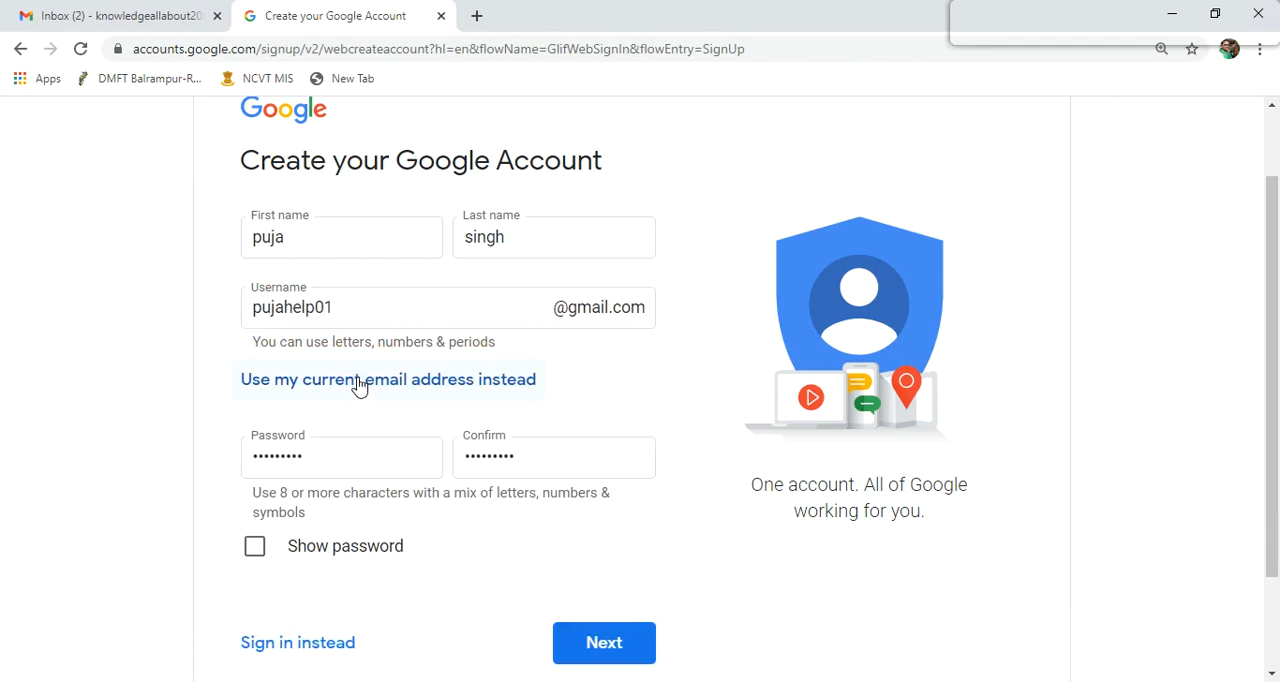 Inbox (2) - knowledgeallabout20
Create your Google Account
accounts.google.com/signup/v2/webcreateaccount?hl=en&flowName=GlifWebSignIn&flowEntry=SignUp
Apps DMFT Balrampur-R... NCVT MIS New Tab
Google
Create your Google Account
First name Last name
puja singh
Username
pujahelp01 @gmail.com
You can use letters, numbers & periods
Use my current email address instead
Password Confirm
••••••••• •••••••••
Use 8 or more characters with a mix of letters, numbers &
symbols
Show password
One account. All of Google
working for you.
Sign in instead Next